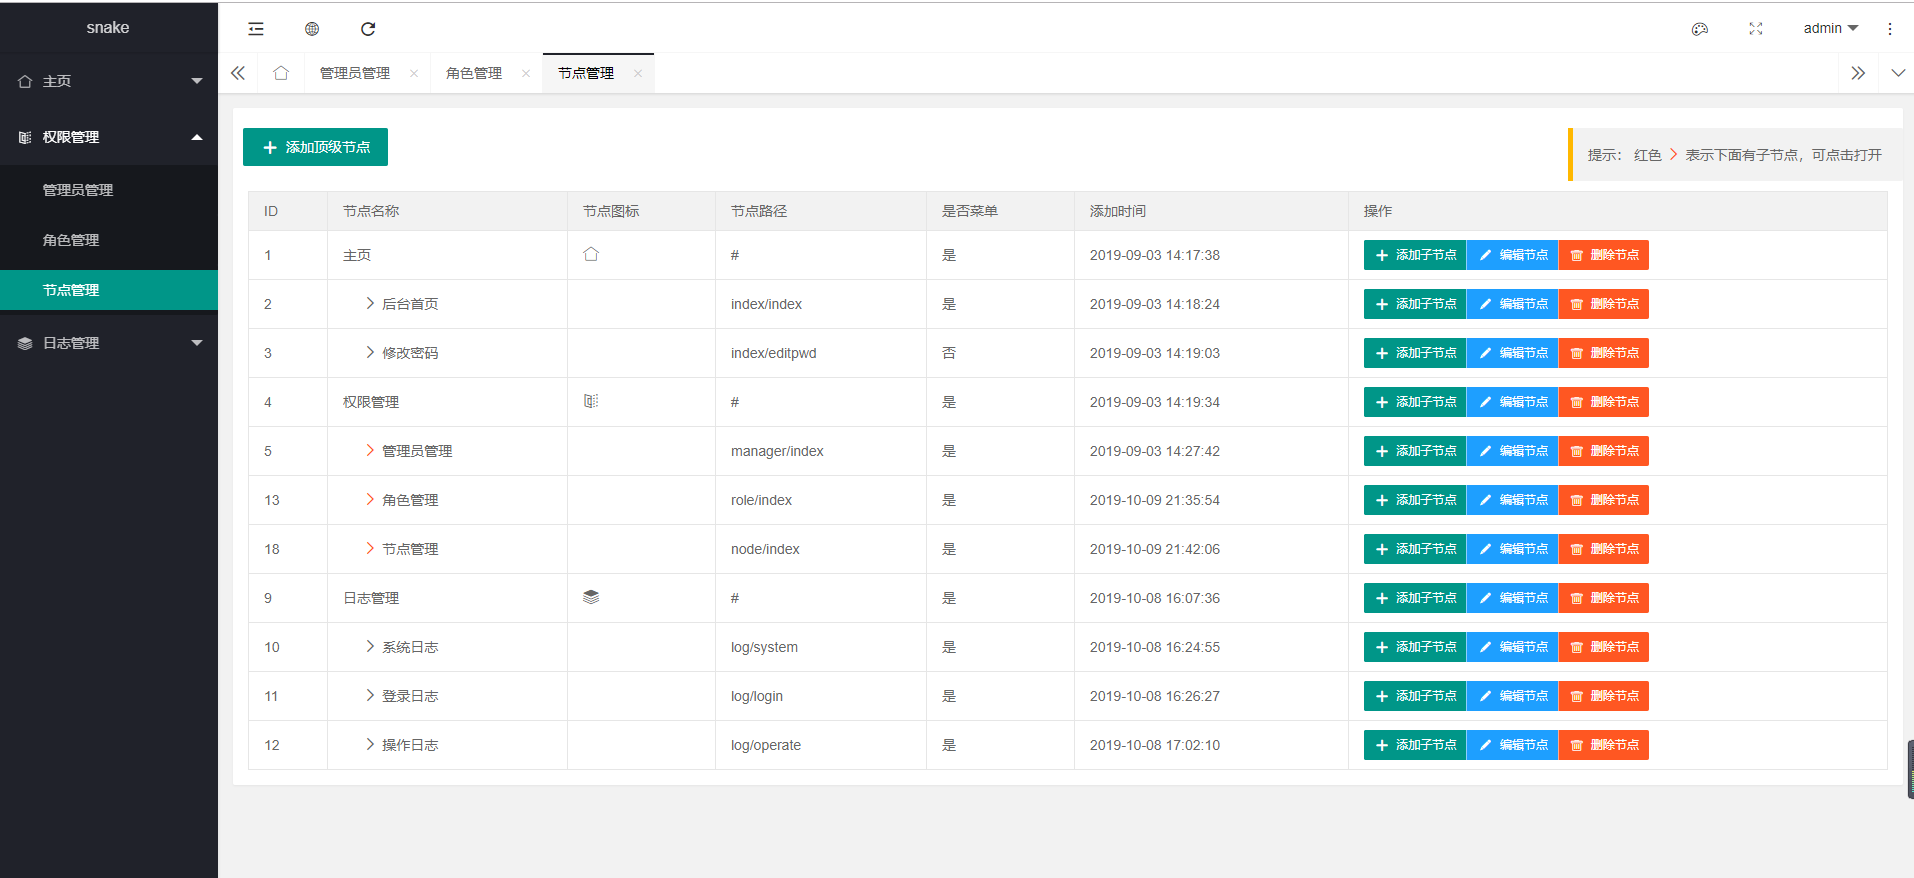 snake
admin
主页
权限管理
管理员管理
角色管理
节点管理
日志管理
管理员管理 角色管理 节点管理
添加顶级节点
提示： 红色 表示下面有子节点，可点击打开
ID 节点名称 节点图标 节点路径 是否菜单 添加时间 操作
1 主页 # 是 2019-09-03 14:17:38 添加子节点 编辑节点 删除节点
2 后台首页 index/index 是 2019-09-03 14:18:24 添加子节点 编辑节点 删除节点
3 修改密码 index/editpwd 否 2019-09-03 14:19:03 添加子节点 编辑节点 删除节点
4 权限管理 # 是 2019-09-03 14:19:34 添加子节点 编辑节点 删除节点
5 管理员管理 manager/index 是 2019-09-03 14:27:42 添加子节点 编辑节点 删除节点
13 角色管理 role/index 是 2019-10-09 21:35:54 添加子节点 编辑节点 删除节点
18 节点管理 node/index 是 2019-10-09 21:42:06 添加子节点 编辑节点 删除节点
9 日志管理 # 是 2019-10-08 16:07:36 添加子节点 编辑节点 删除节点
10 系统日志 log/system 是 2019-10-08 16:24:55 添加子节点 编辑节点 删除节点
11 登录日志 log/login 是 2019-10-08 16:26:27 添加子节点 编辑节点 删除节点
12 操作日志 log/operate 是 2019-10-08 17:02:10 添加子节点 编辑节点 删除节点